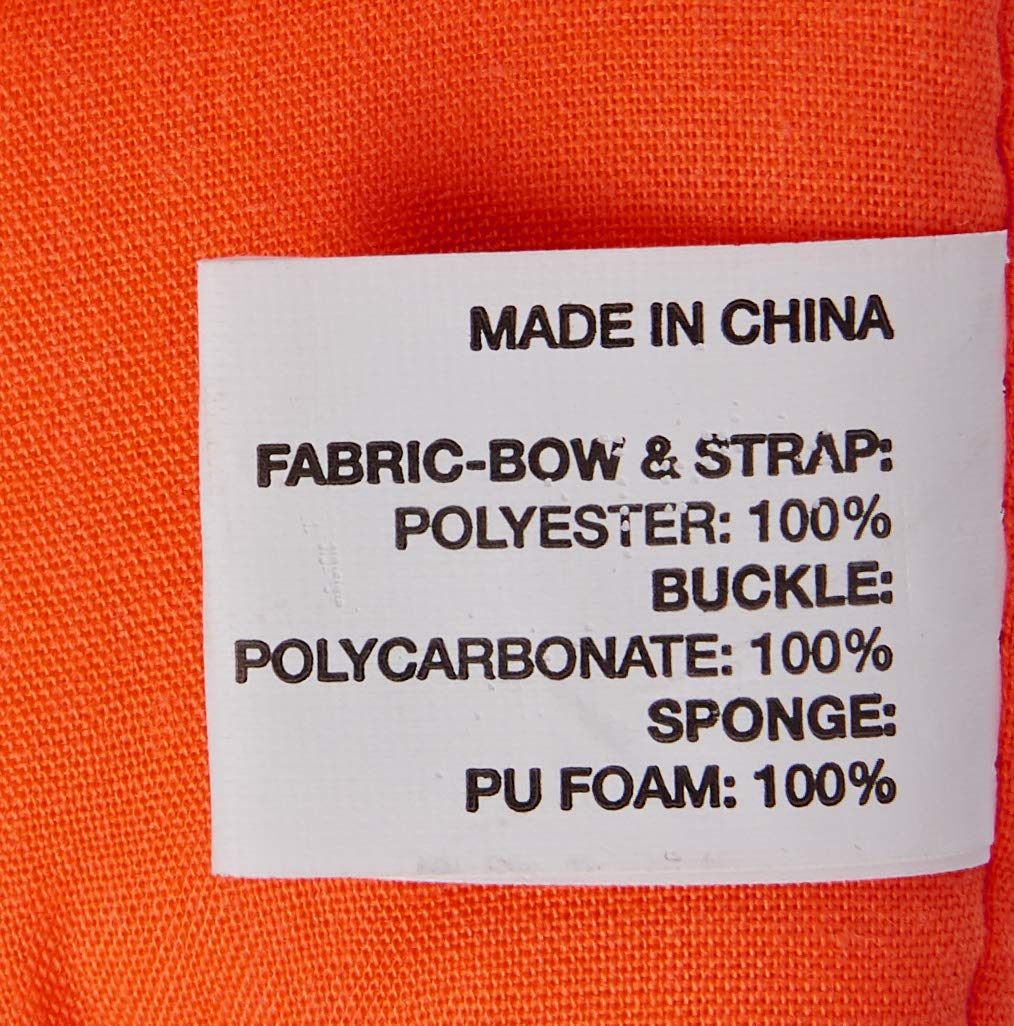 MADE IN CHINA
FABRIC-BOW & STRAP:
POLYESTER: 100%
BUCKLE:
POLYCARBONATE: 100%
SPONGE:
PU FOAM: 100%